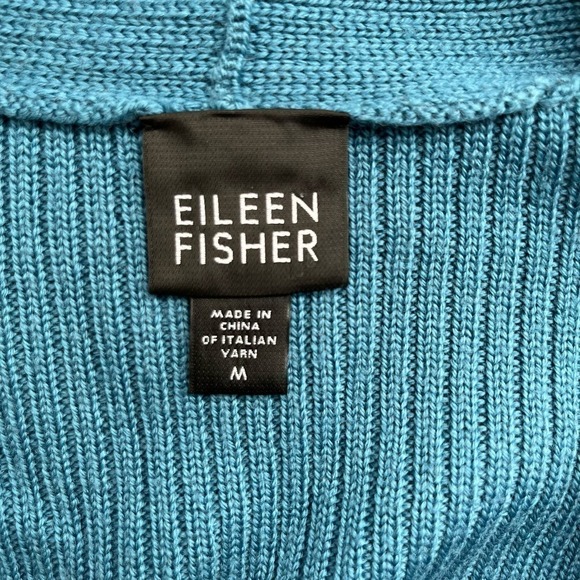 EILEEN
FISHER
MADE IN
CHINA
OF ITALIAN
YARN
M